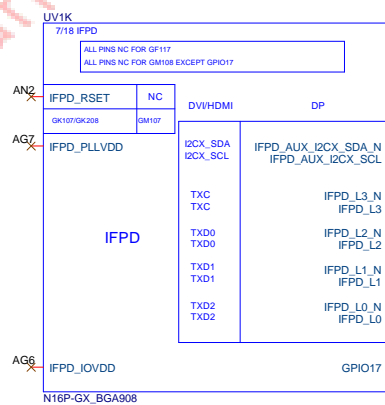 UV1K
7/18 IFPD
ALL PINS NC FOR GF117
ALL PINS NC FOR GM108 EXCEPT GPIO17
AN2 IFPD_RSET NC
GK107/GK208 GM107
DVI/HDMI DP
AG7 IFPD_PLLVDD
I2CX_SDA IFPD_AUX_I2CX_SDA_N
I2CX_SCL IFPD_AUX_I2CX_SCL
TXC IFPD_L3_N
TXC IFPD_L3
IFPD
TXD0 IFPD_L2_N
TXD0 IFPD_L2
TXD1 IFPD_L1_N
TXD1 IFPD_L1
TXD2 IFPD_L0_N
TXD2 IFPD_L0
AG6 IFPD_IOVDD GPIO17
N16P-GX_BGA908